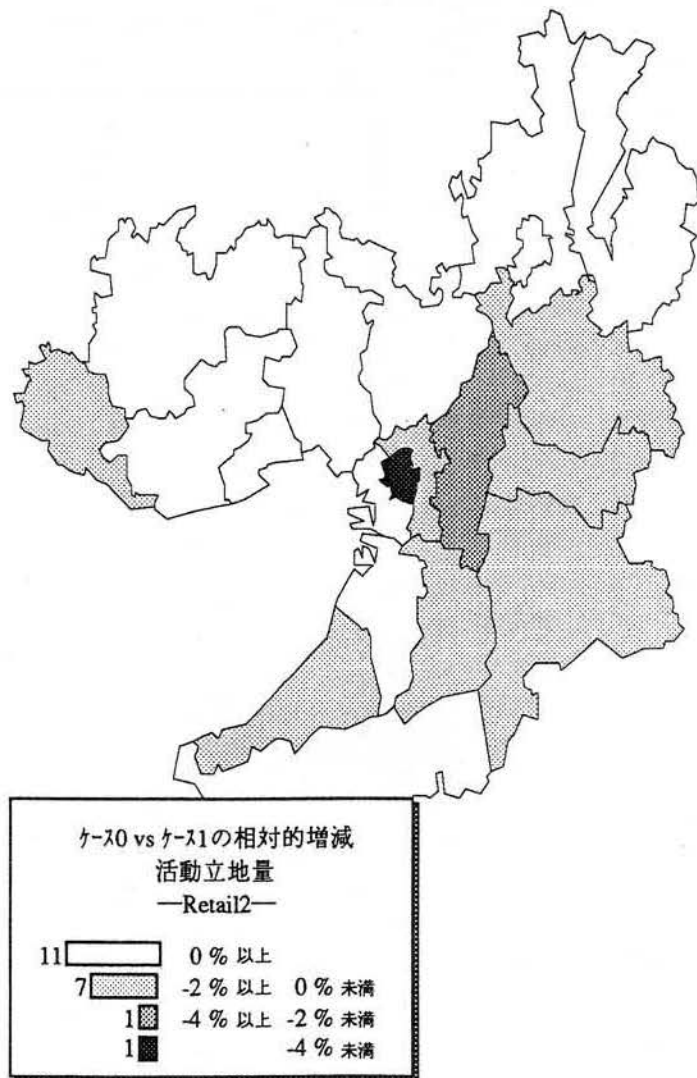 ｹｰｽ0 vs ｹｰｽ1の相対的増減
活動立地量
—Retail2—
11 0 % 以上
7 -2 % 以上 0 % 未満
1 -4 % 以上 -2 % 未満
1 -4 % 未満